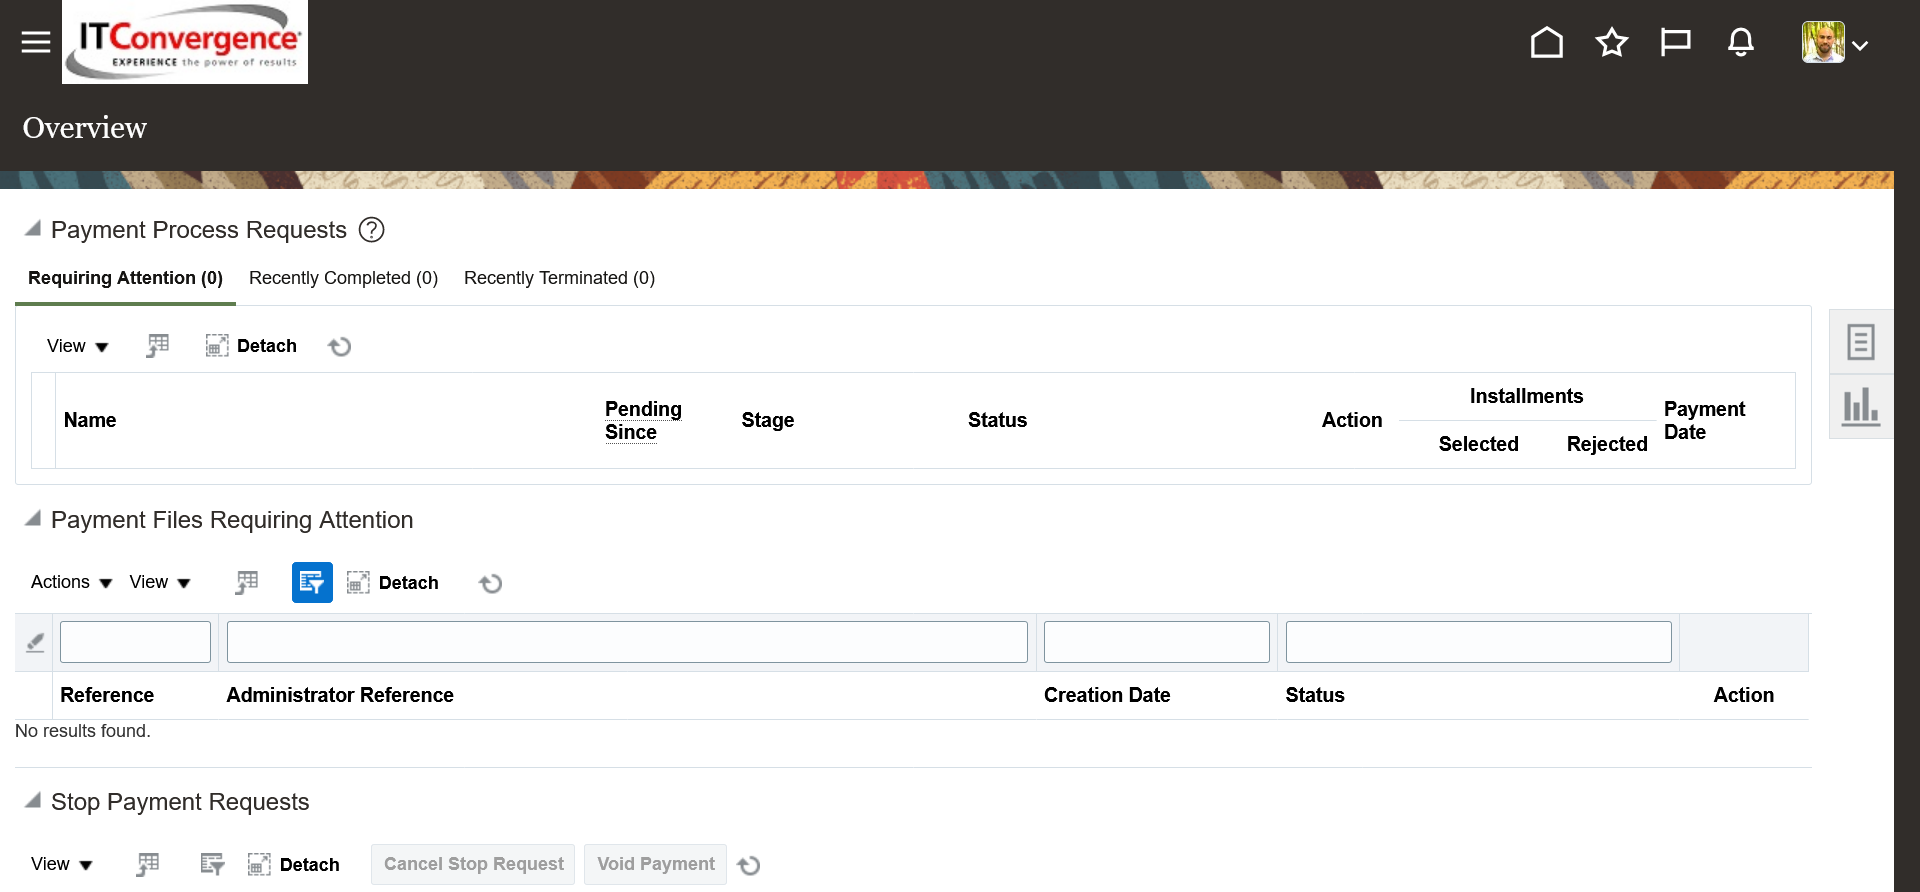 ITConvergence
EXPERIENCE the power of results
Overview
Payment Process Requests ?
Requiring Attention (0) Recently Completed (0) Recently Terminated (0)
View Detach
Name Pending Since Stage Status Action Installments Selected Rejected Payment Date
Payment Files Requiring Attention
Actions View Detach
Reference Administrator Reference Creation Date Status Action
No results found.
Stop Payment Requests
View Detach Cancel Stop Request Void Payment